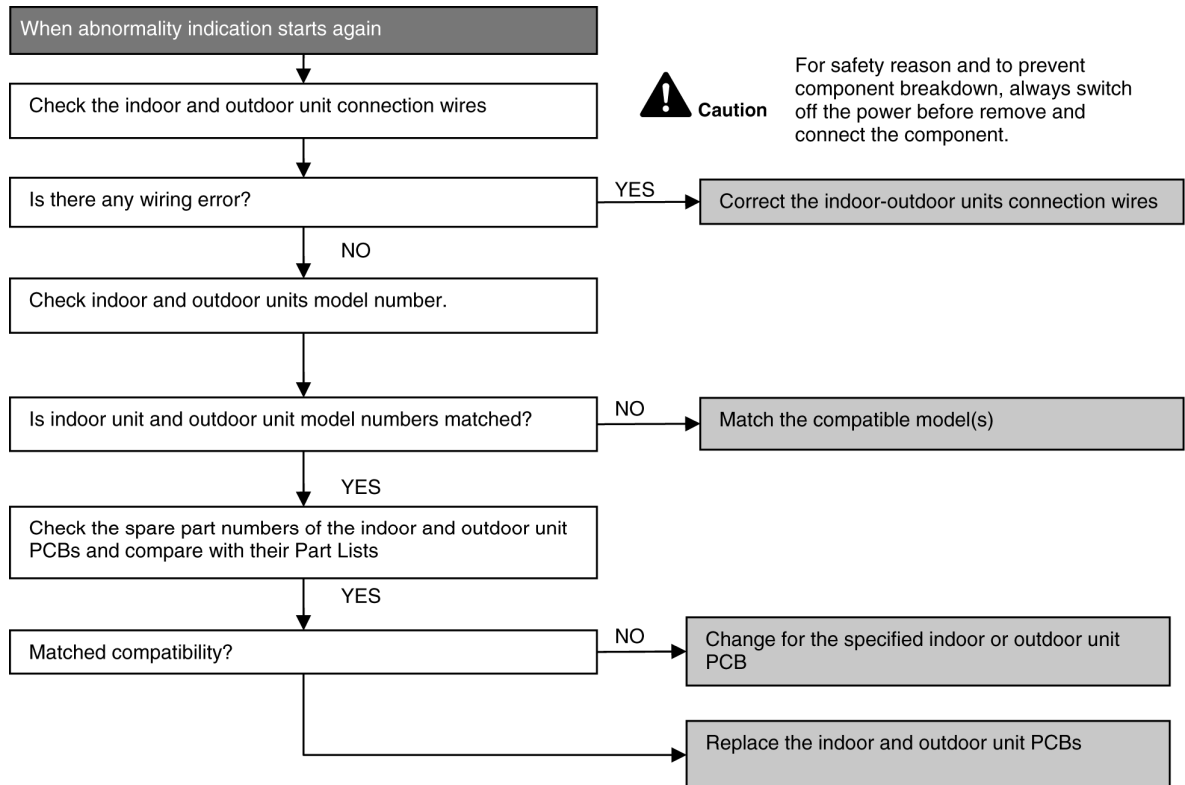 When abnormality indication starts again
Check the indoor and outdoor unit connection wires
For safety reason and to prevent
component breakdown, always switch
off the power before remove and
connect the component.
Caution
Is there any wiring error?
YES
Correct the indoor-outdoor units connection wires
NO
Check indoor and outdoor units model number.
Is indoor unit and outdoor unit model numbers matched?
NO
Match the compatible model(s)
YES
Check the spare part numbers of the indoor and outdoor unit
PCBs and compare with their Part Lists
YES
Matched compatibility?
NO
Change for the specified indoor or outdoor unit
PCB
Replace the indoor and outdoor unit PCBs